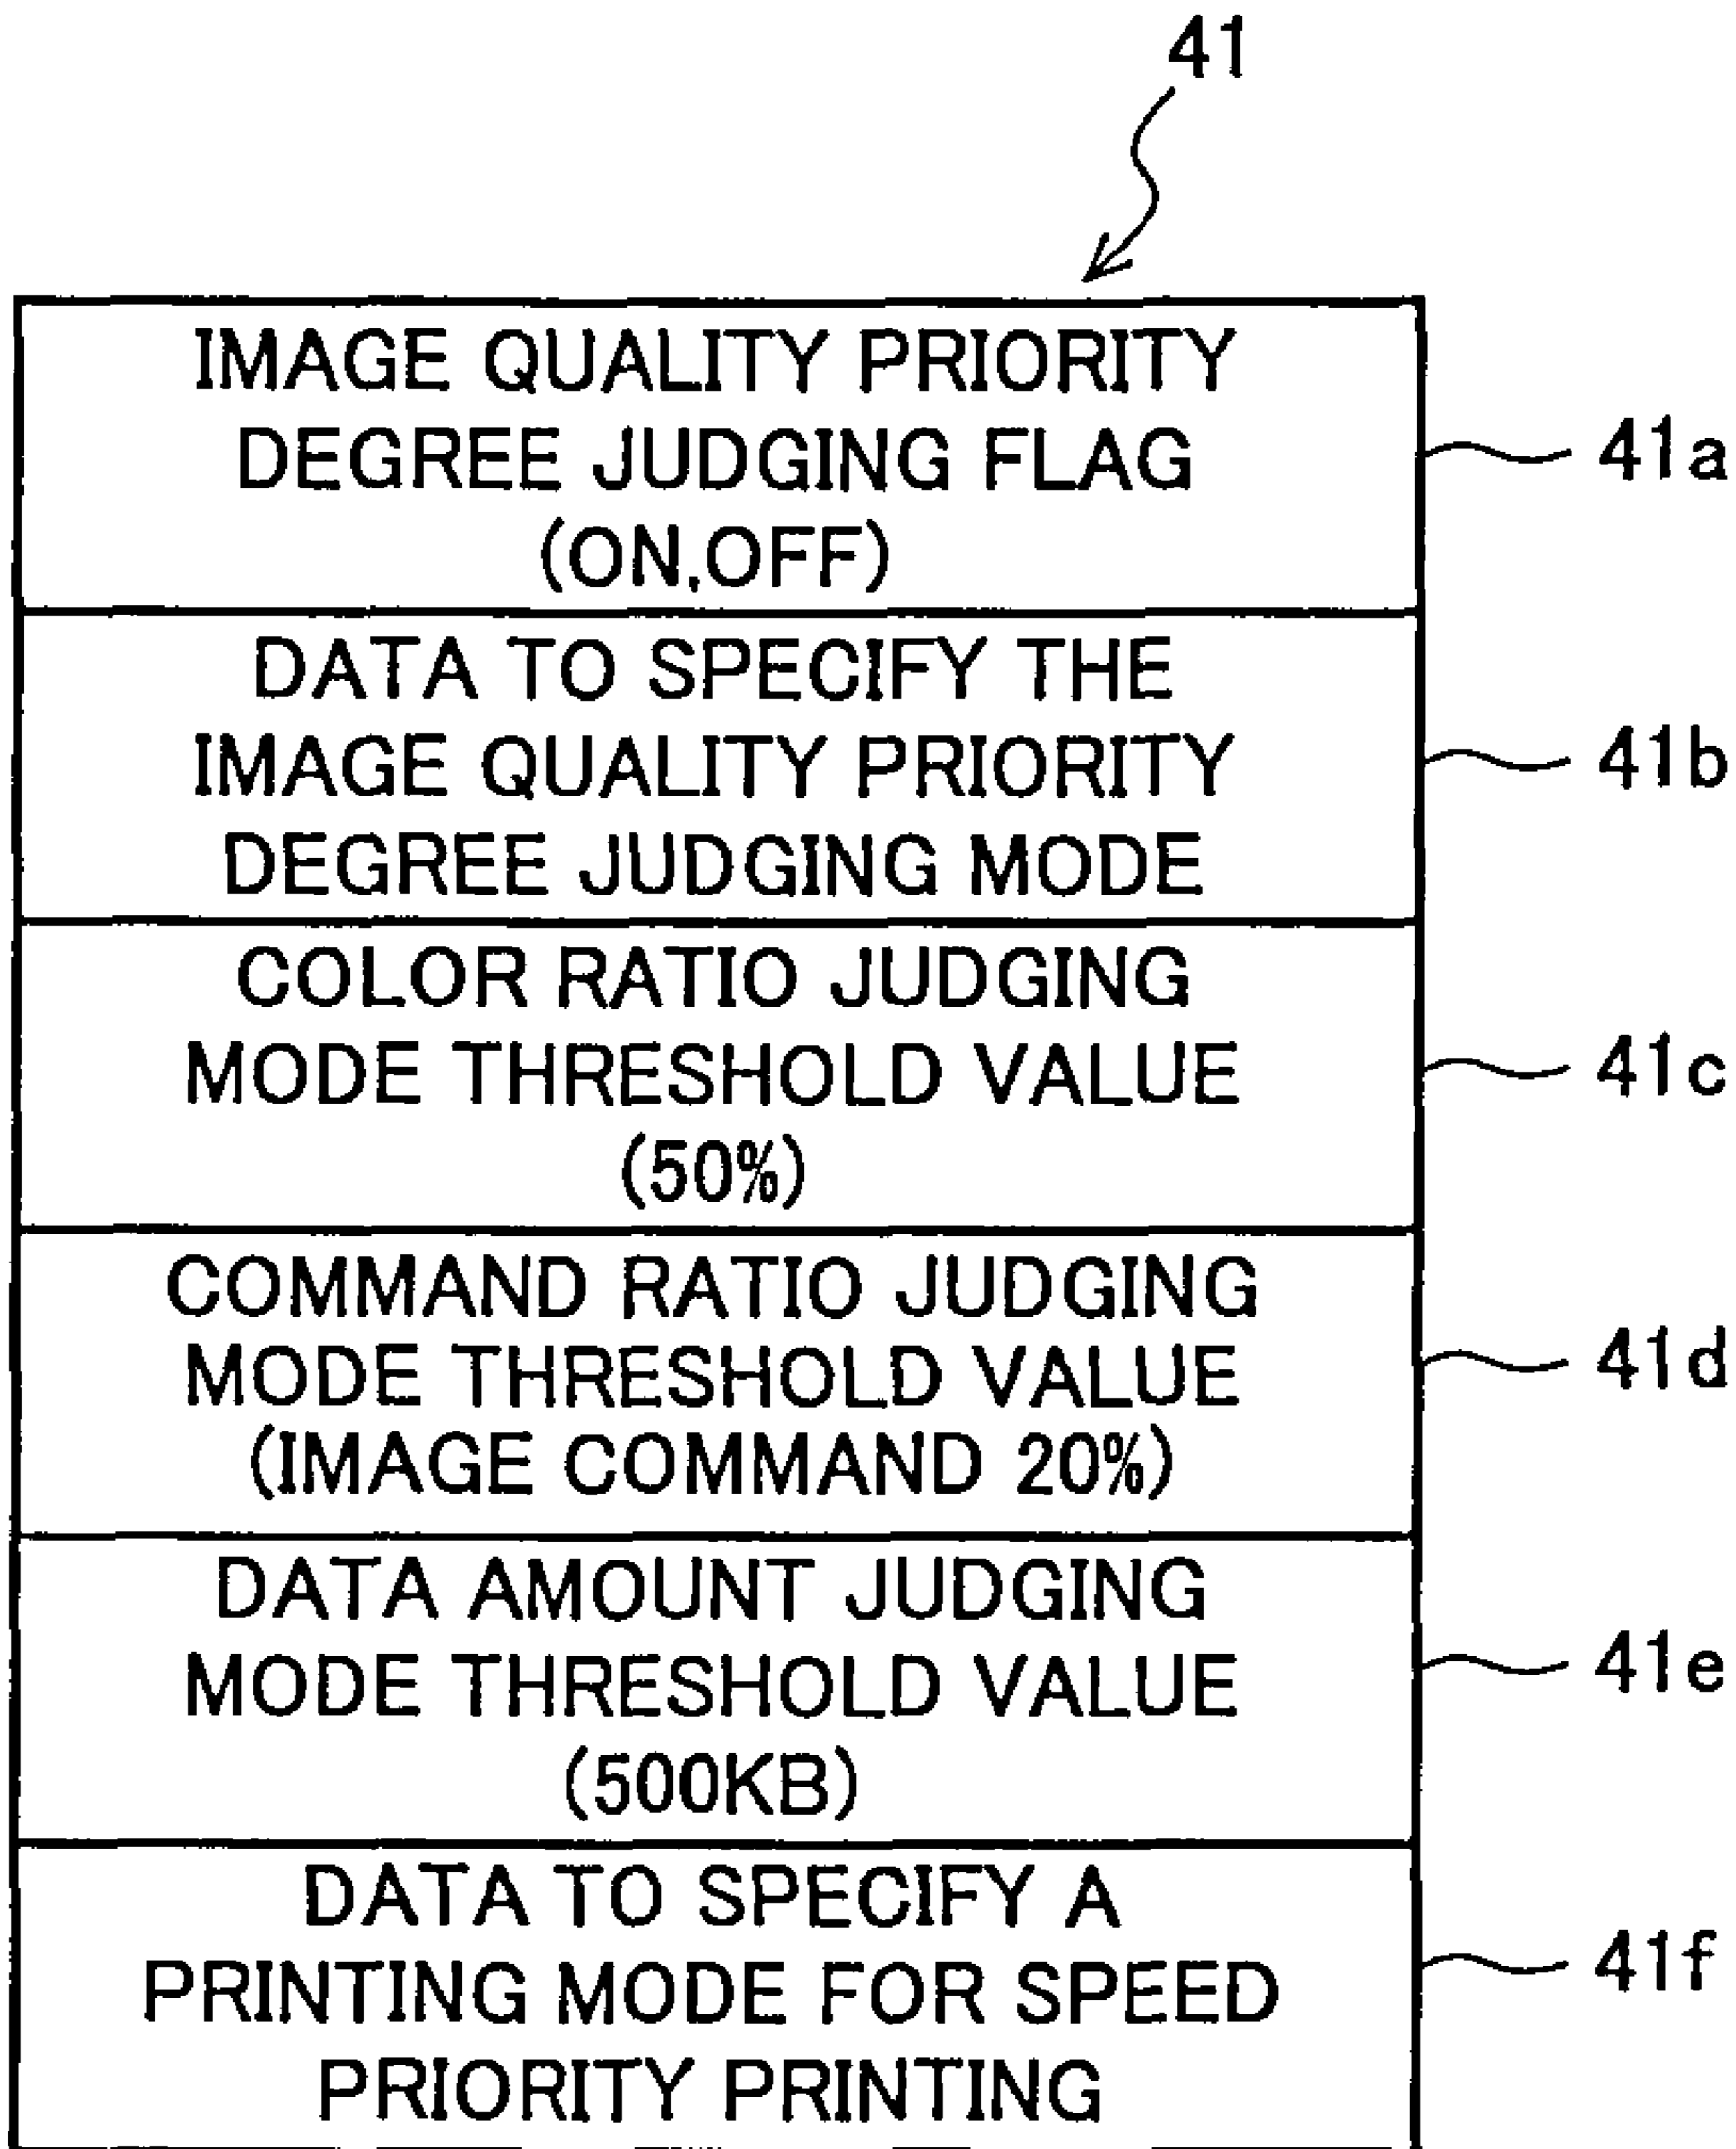 41
IMAGE QUALITY PRIORITY
DEGREE JUDGING FLAG
(ON,OFF)
41a
DATA TO SPECIFY THE
IMAGE QUALITY PRIORITY
DEGREE JUDGING MODE
41b
COLOR RATIO JUDGING
MODE THRESHOLD VALUE
(50%)
41c
COMMAND RATIO JUDGING
MODE THRESHOLD VALUE
(IMAGE COMMAND 20%)
41d
DATA AMOUNT JUDGING
MODE THRESHOLD VALUE
(500KB)
41e
DATA TO SPECIFY A
PRINTING MODE FOR SPEED
PRIORITY PRINTING
41f